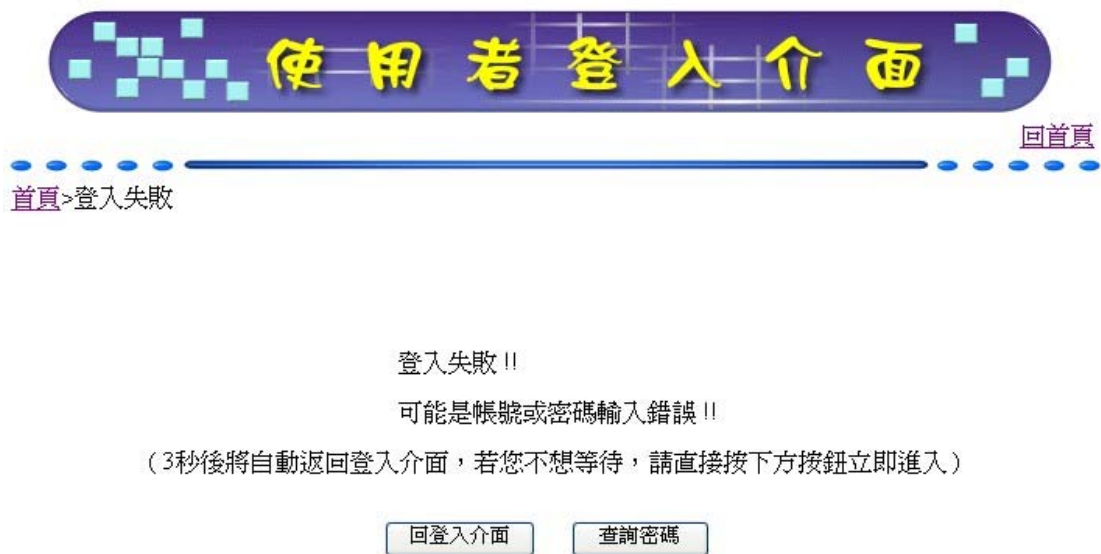 使用者登入介面
回首頁
首頁>登入失敗
登入失敗!!
可能是帳號或密碼輸入錯誤!!
(3秒後將自動返回登入介面,若您不想等待,請直接按下方按鈕立即進入)
回登入介面 查詢密碼